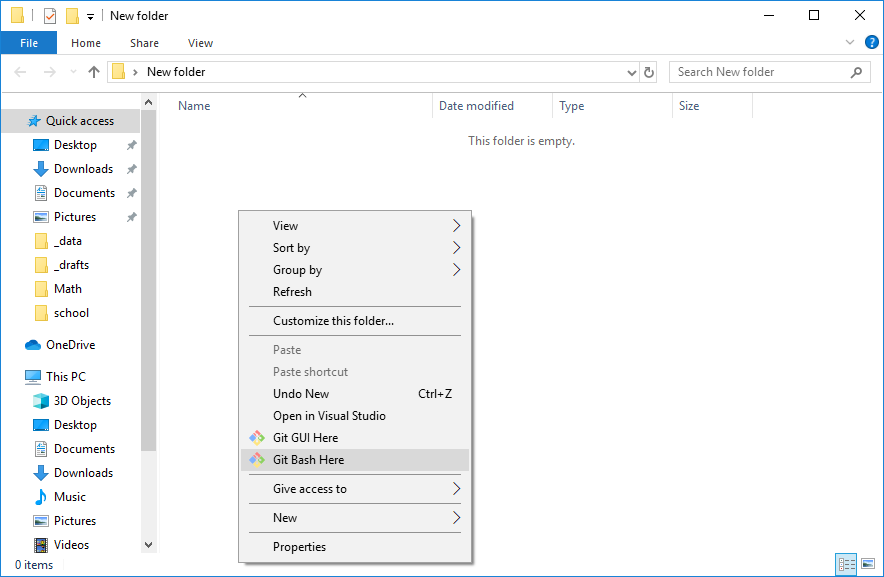 New folder
File Home Share View
New folder
Search New folder
Name Date modified Type Size
This folder is empty.
Quick access
Desktop
Downloads
Documents
Pictures
_data
_drafts
Math
school
OneDrive
This PC
3D Objects
Desktop
Documents
Downloads
Music
Pictures
Videos
View
Sort by
Group by
Refresh
Customize this folder...
Paste
Paste shortcut
Undo New Ctrl+Z
Open in Visual Studio
Git GUI Here
Git Bash Here
Give access to
New
Properties
0 items